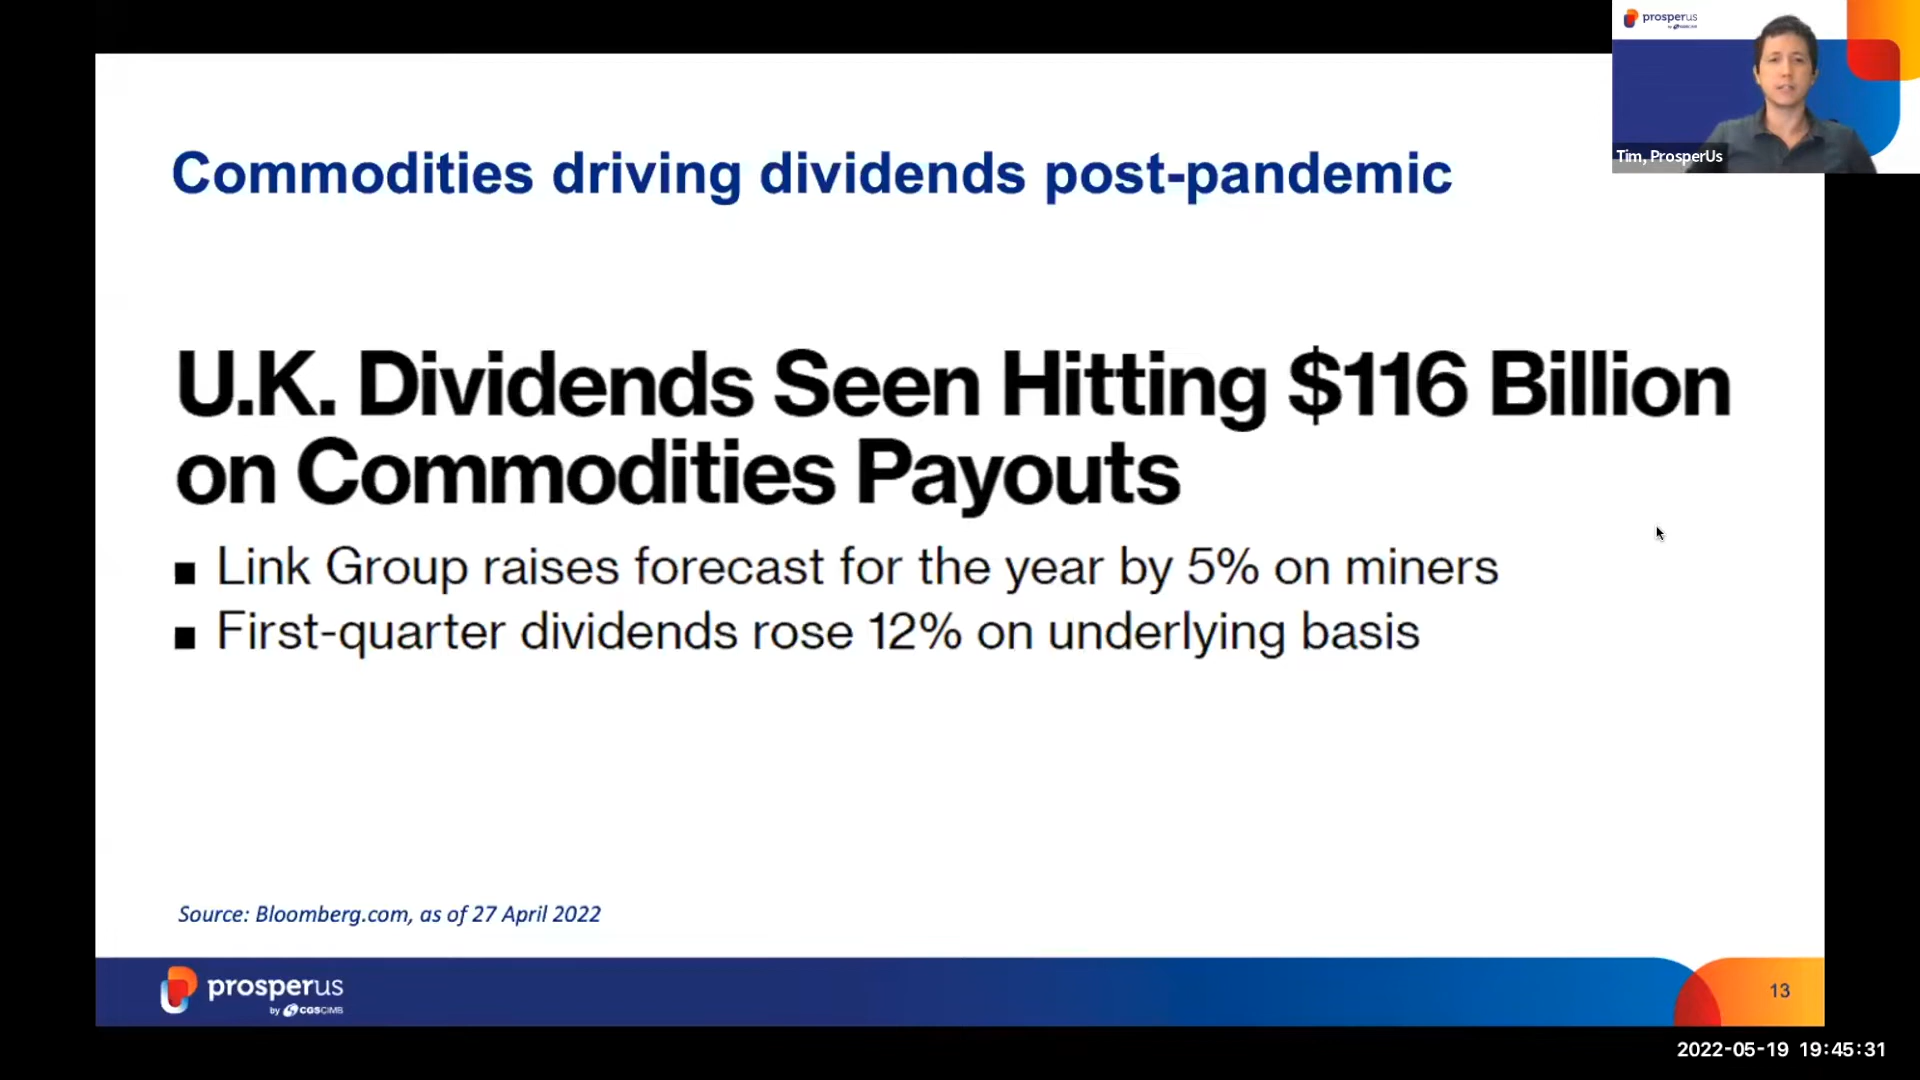 prosperus
Tim, ProsperUs
Commodities driving dividends post-pandemic
U.K. Dividends Seen Hitting $116 Billion
on Commodities Payouts
▪ Link Group raises forecast for the year by 5% on miners
▪ First-quarter dividends rose 12% on underlying basis
Source: Bloomberg.com, as of 27 April 2022
prosperus
by CGSCIMB
13
2022-05-19 19:45:31